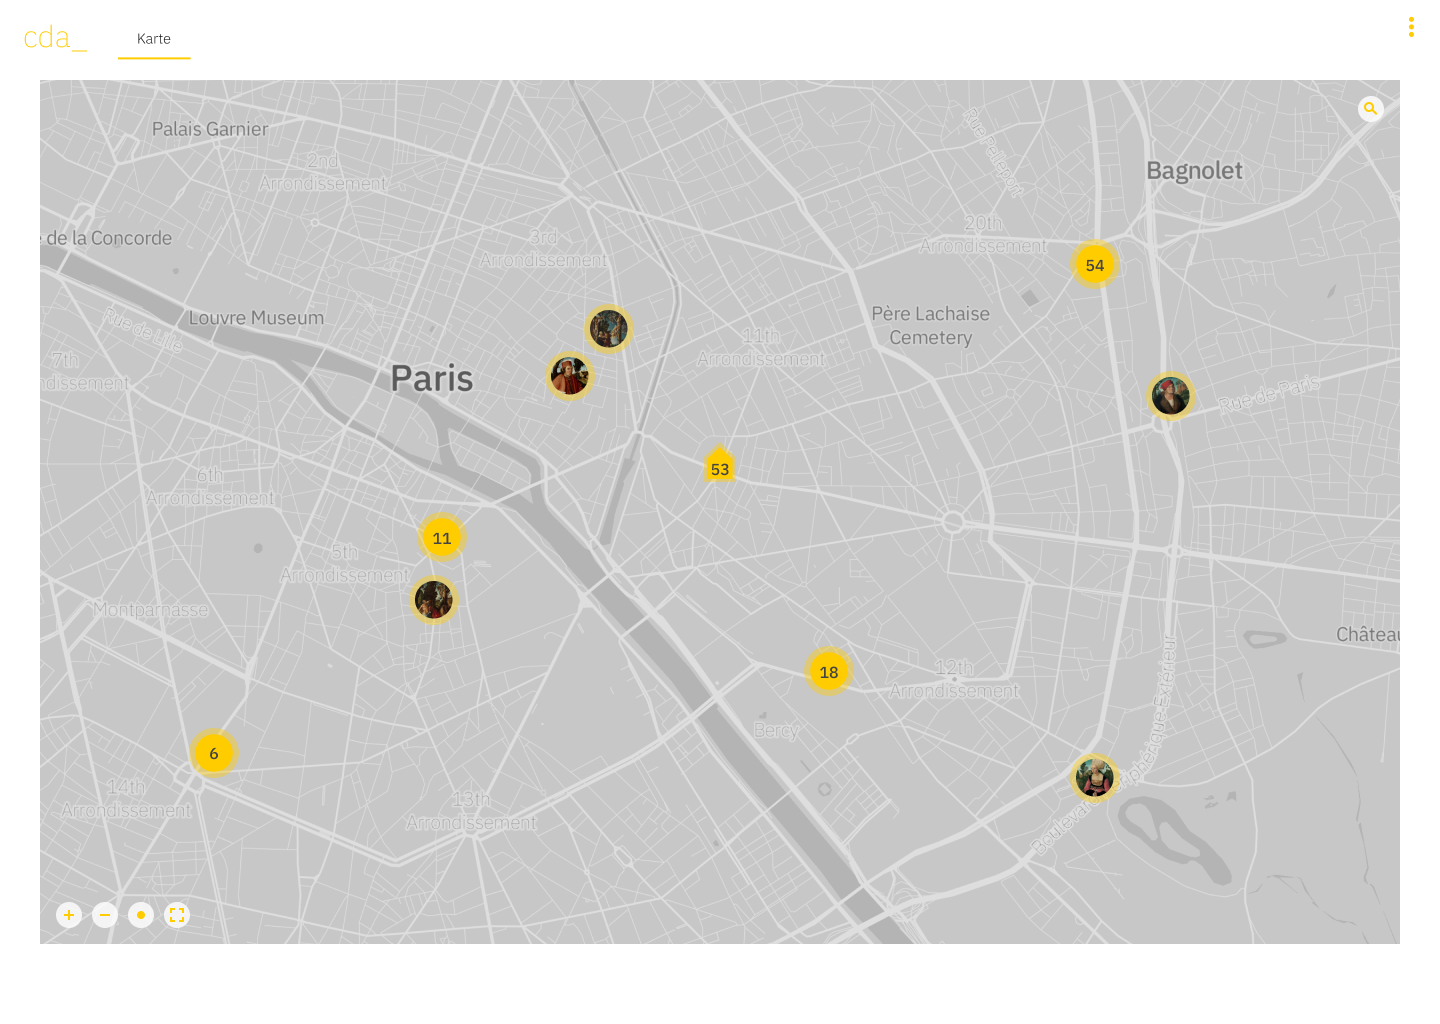 cda_
Karte
Palais Garnier
2nd
Arrondissement
Rue Pelleport
Bagnolet
de la Concorde
3rd
Arrondissement
20th
Arrondissement
54
Louvre Museum
Rue de Lille
Père Lachaise
Cemetery
11th
Arrondissement
7th
ndissement
Paris
Rue de Paris
53
6th
Arrondissement
11
5th
Arrondissement
Montparnasse
Château
18
12th
Arrondissement
Bercy
6
14th
Arrondissement
13th
Arrondissement
Boulevard Périphérique Extérieur